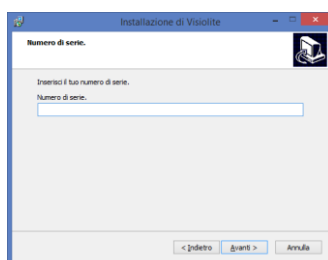 Installazione di Visiolite
Numero di serie.
Inserisci il tuo numero di serie.
Numero di serie.
< Indietro
Avanti >
Annulla